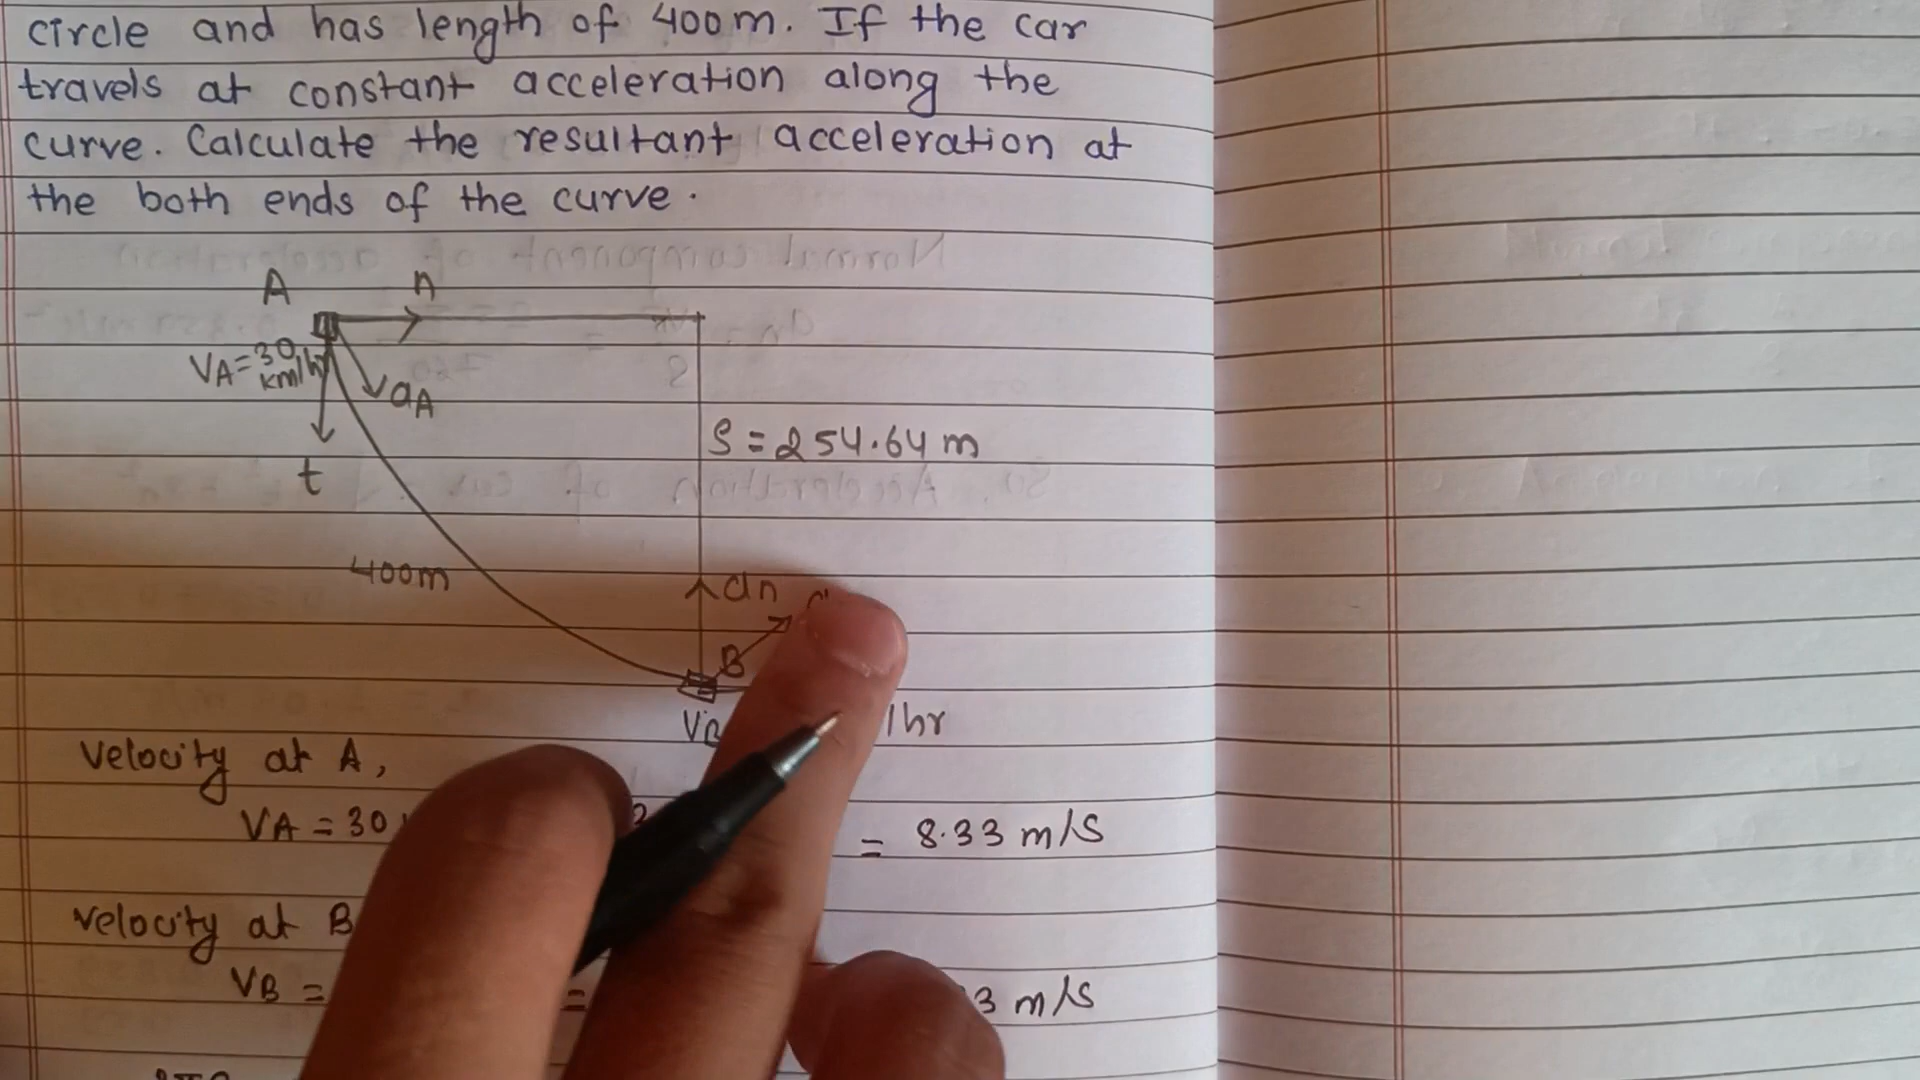 circle and has length of 400m. If the car
travels at constant acceleration along the
curve. Calculate the resultant acceleration at
the both ends of the curve.
A n
VA = 30 km/hr
aA
t
S = 254.64 m
400m
an
B
/hr
Velocity at A,
VA = 30
= 8.33 m/s
Velocity at B
VB =
=
3 m/s